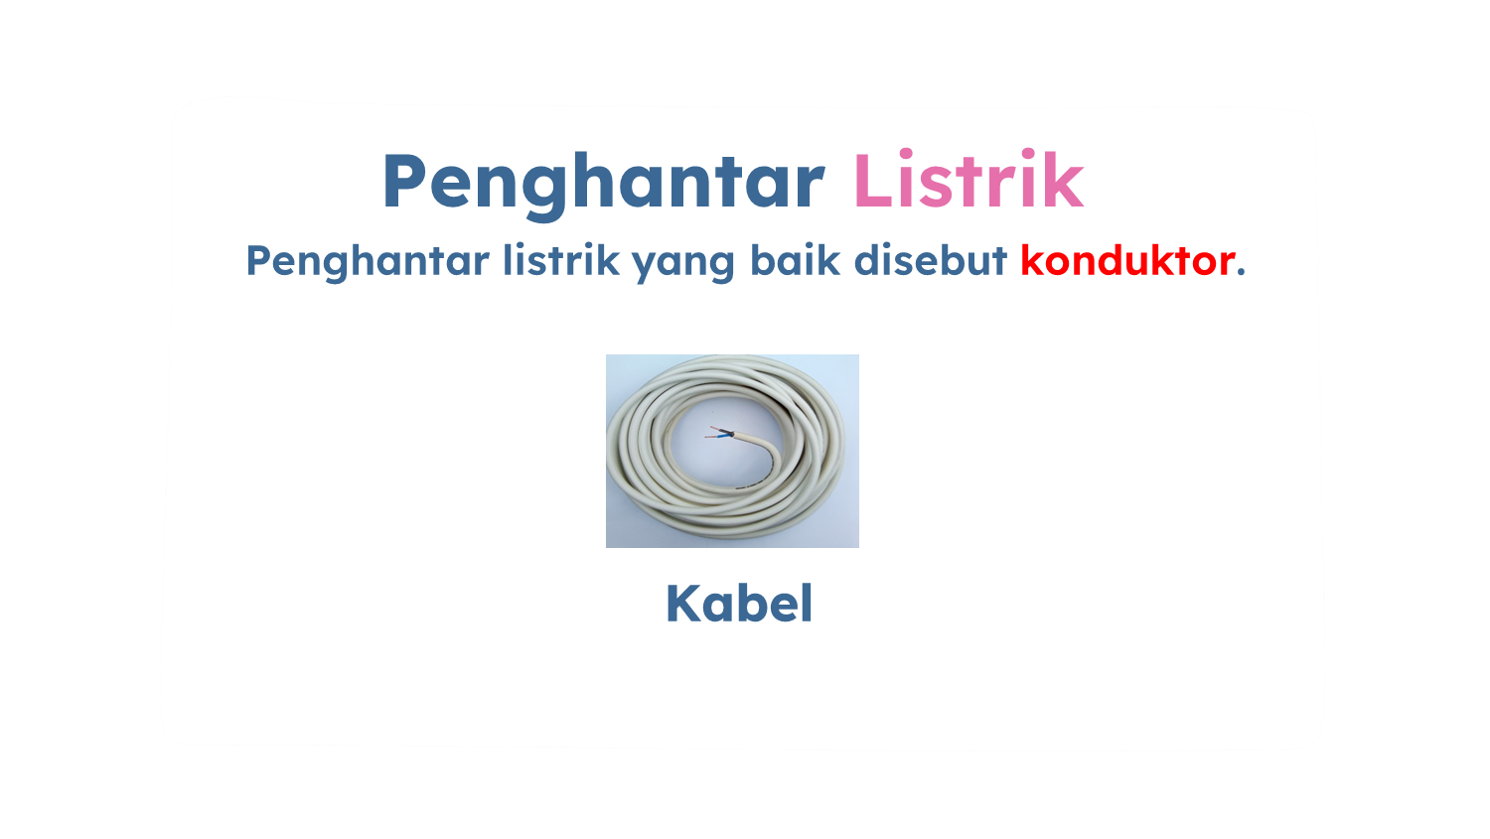 Penghantar Listrik
Penghantar listrik yang baik disebut konduktor.
Kabel